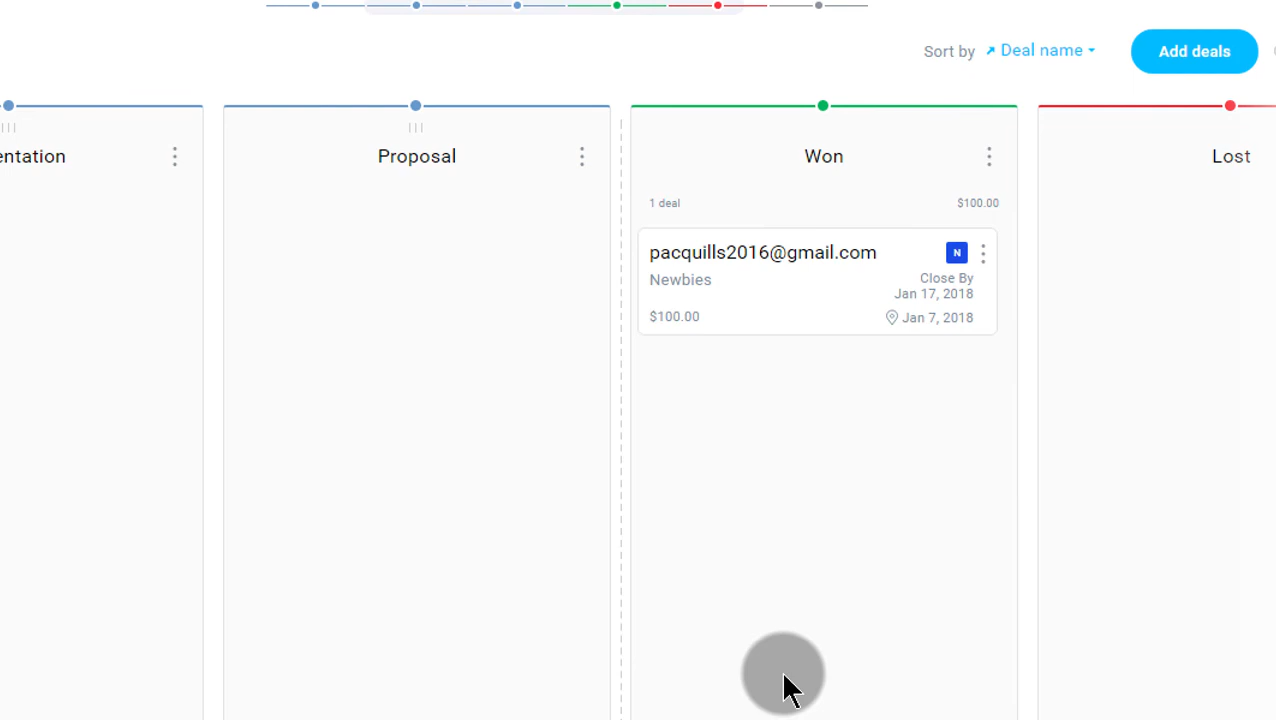 Sort by Deal name
Add deals
entation
Proposal
Won
Lost
1 deal
$100.00
pacquills2016@gmail.com
N
Newbies
Close By
Jan 17, 2018
$100.00
Jan 7, 2018